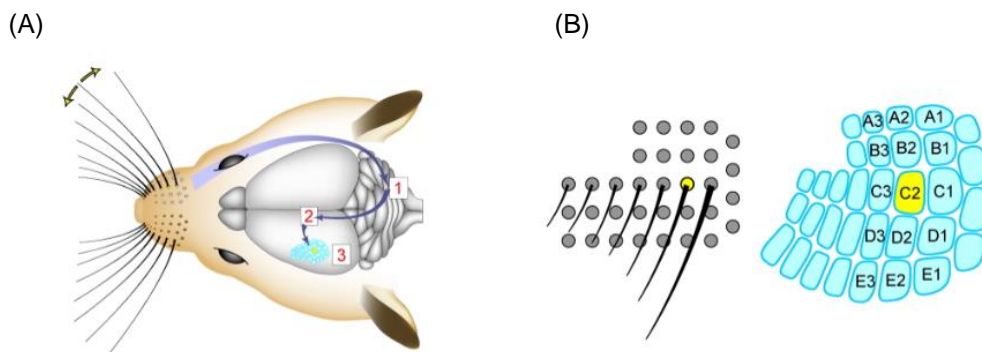 (A)
(B)
1
2
3
A3 A2 A1
B3 B2 B1
C3 C2 C1
D3 D2 D1
E3 E2 E1